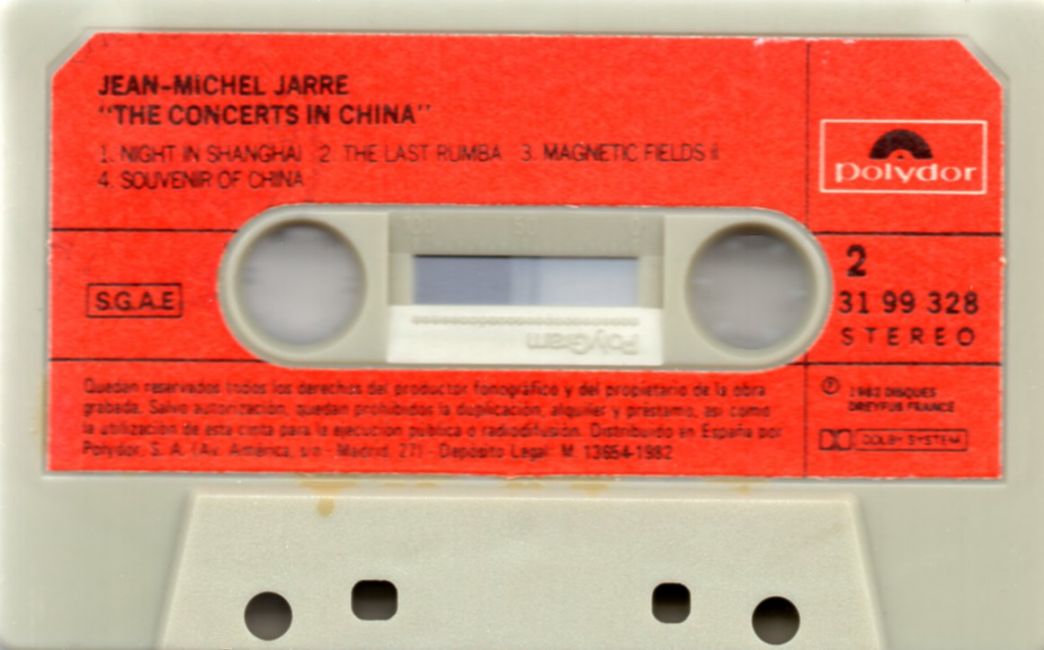 JEAN-MICHEL JARRE
"THE CONCERTS IN CHINA"
1. NIGHT IN SHANGHAI 2. THE LAST RUMBA 3. MAGNETIC FIELDS II
4. SOUVENIR OF CHINA
polydor
100 50 0
2
S.G.A.E
31 99 328
STEREO
PolyGram
Quedan reservados todos los derechos del productor fonográfico y del propietario de la obra
grabada. Salvo autorización, quedan prohibidos la duplicación, alquiler y préstamo, así como
la utilización de esta cinta para la ejecución pública o radiodifusión. Distribuido en España por
Polydor, S. A. (Av. América, s/n - Madrid, 27) - Depósito Legal: M. 13654-1982
℗ 1982 DISQUES
DREYFUS FRANCE
DOLBY SYSTEM